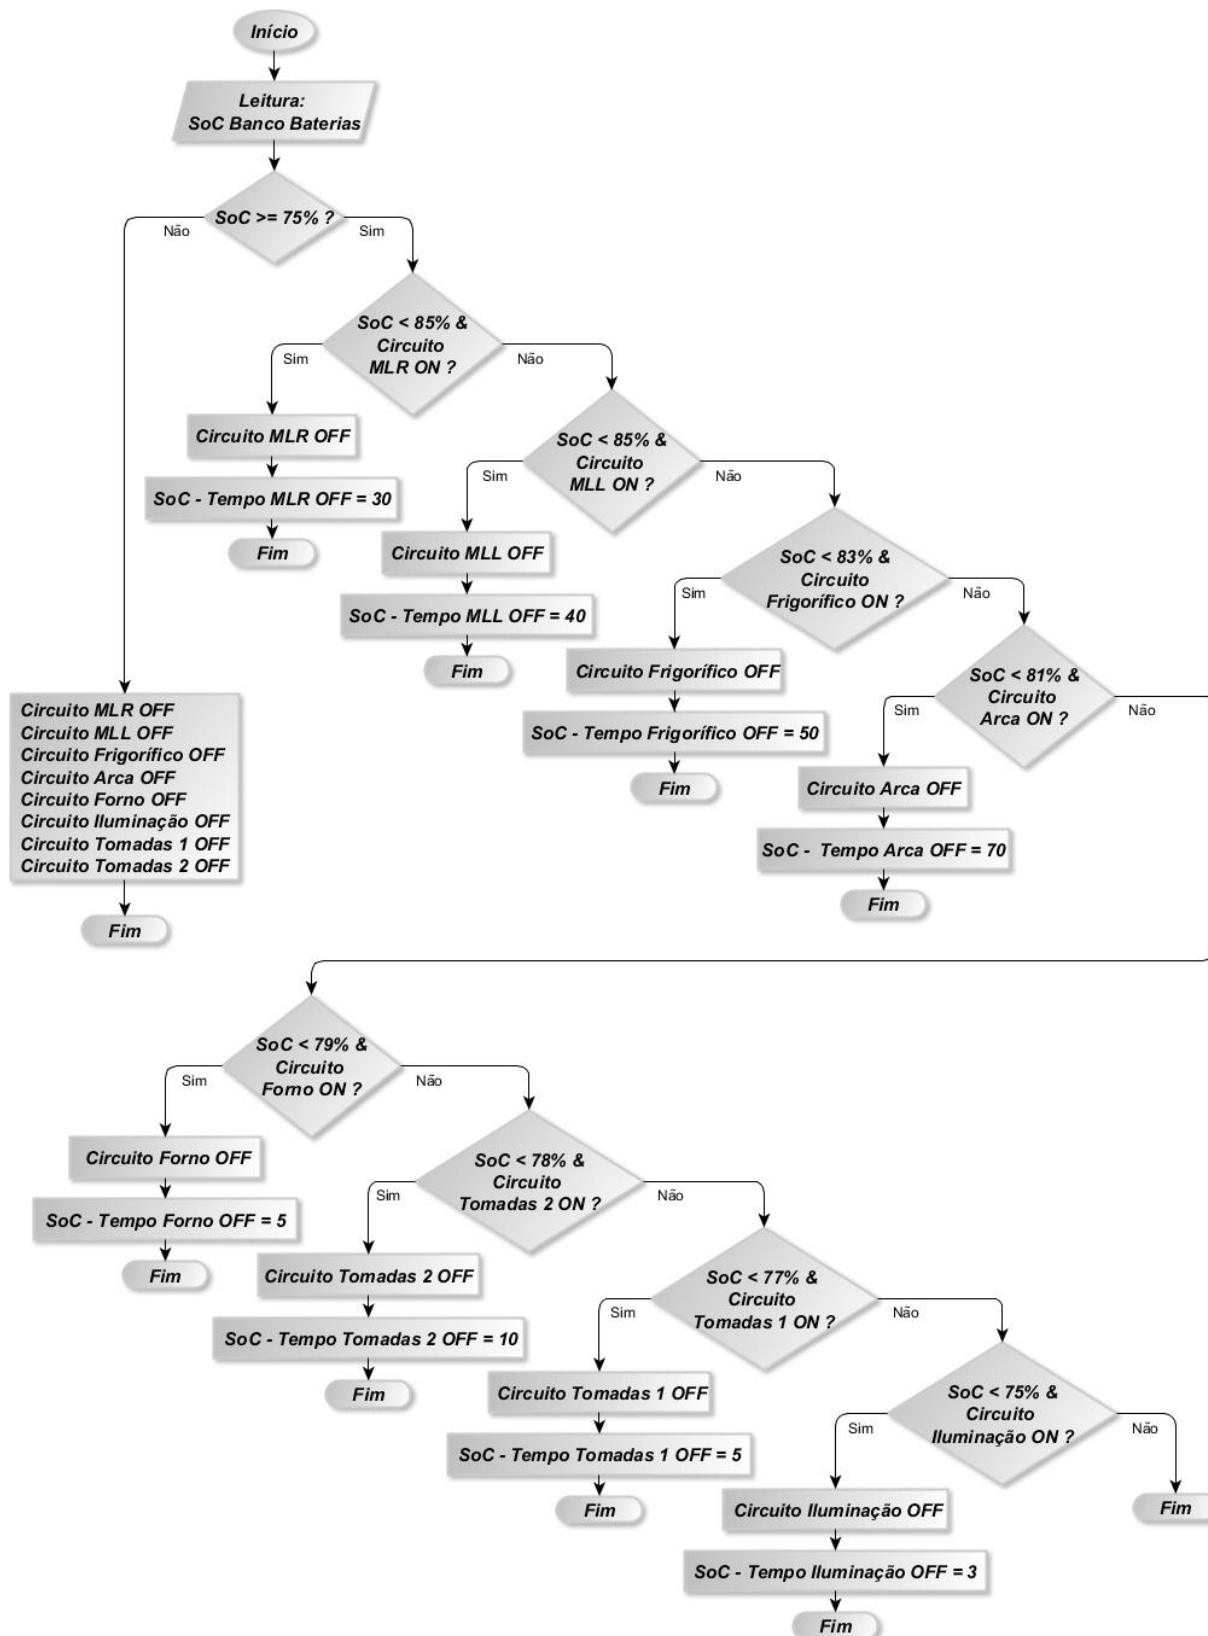 Início
Leitura:
SoC Banco Baterias
SoC >= 75% ?
Não
Sim
SoC < 85% &
Circuito
MLR ON ?
Sim
Não
Circuito MLR OFF
SoC - Tempo MLR OFF = 30
Fim
SoC < 85% &
Circuito
MLL ON ?
Sim
Não
Circuito MLL OFF
SoC - Tempo MLL OFF = 40
Fim
SoC < 83% &
Circuito
Frigorífico ON ?
Sim
Não
Circuito Frigorífico OFF
SoC - Tempo Frigorífico OFF = 50
Fim
SoC < 81% &
Circuito
Arca ON ?
Sim
Não
Circuito Arca OFF
SoC - Tempo Arca OFF = 70
Fim
Circuito MLR OFF
Circuito MLL OFF
Circuito Frigorífico OFF
Circuito Arca OFF
Circuito Forno OFF
Circuito Iluminação OFF
Circuito Tomadas 1 OFF
Circuito Tomadas 2 OFF
Fim
SoC < 79% &
Circuito
Forno ON ?
Sim
Não
Circuito Forno OFF
SoC - Tempo Forno OFF = 5
Fim
SoC < 78% &
Circuito
Tomadas 2 ON ?
Sim
Não
Circuito Tomadas 2 OFF
SoC - Tempo Tomadas 2 OFF = 10
Fim
SoC < 77% &
Circuito
Tomadas 1 ON ?
Sim
Não
Circuito Tomadas 1 OFF
SoC - Tempo Tomadas 1 OFF = 5
Fim
SoC < 75% &
Circuito
Iluminação ON ?
Sim
Não
Circuito Iluminação OFF
SoC - Tempo Iluminação OFF = 3
Fim
Fim